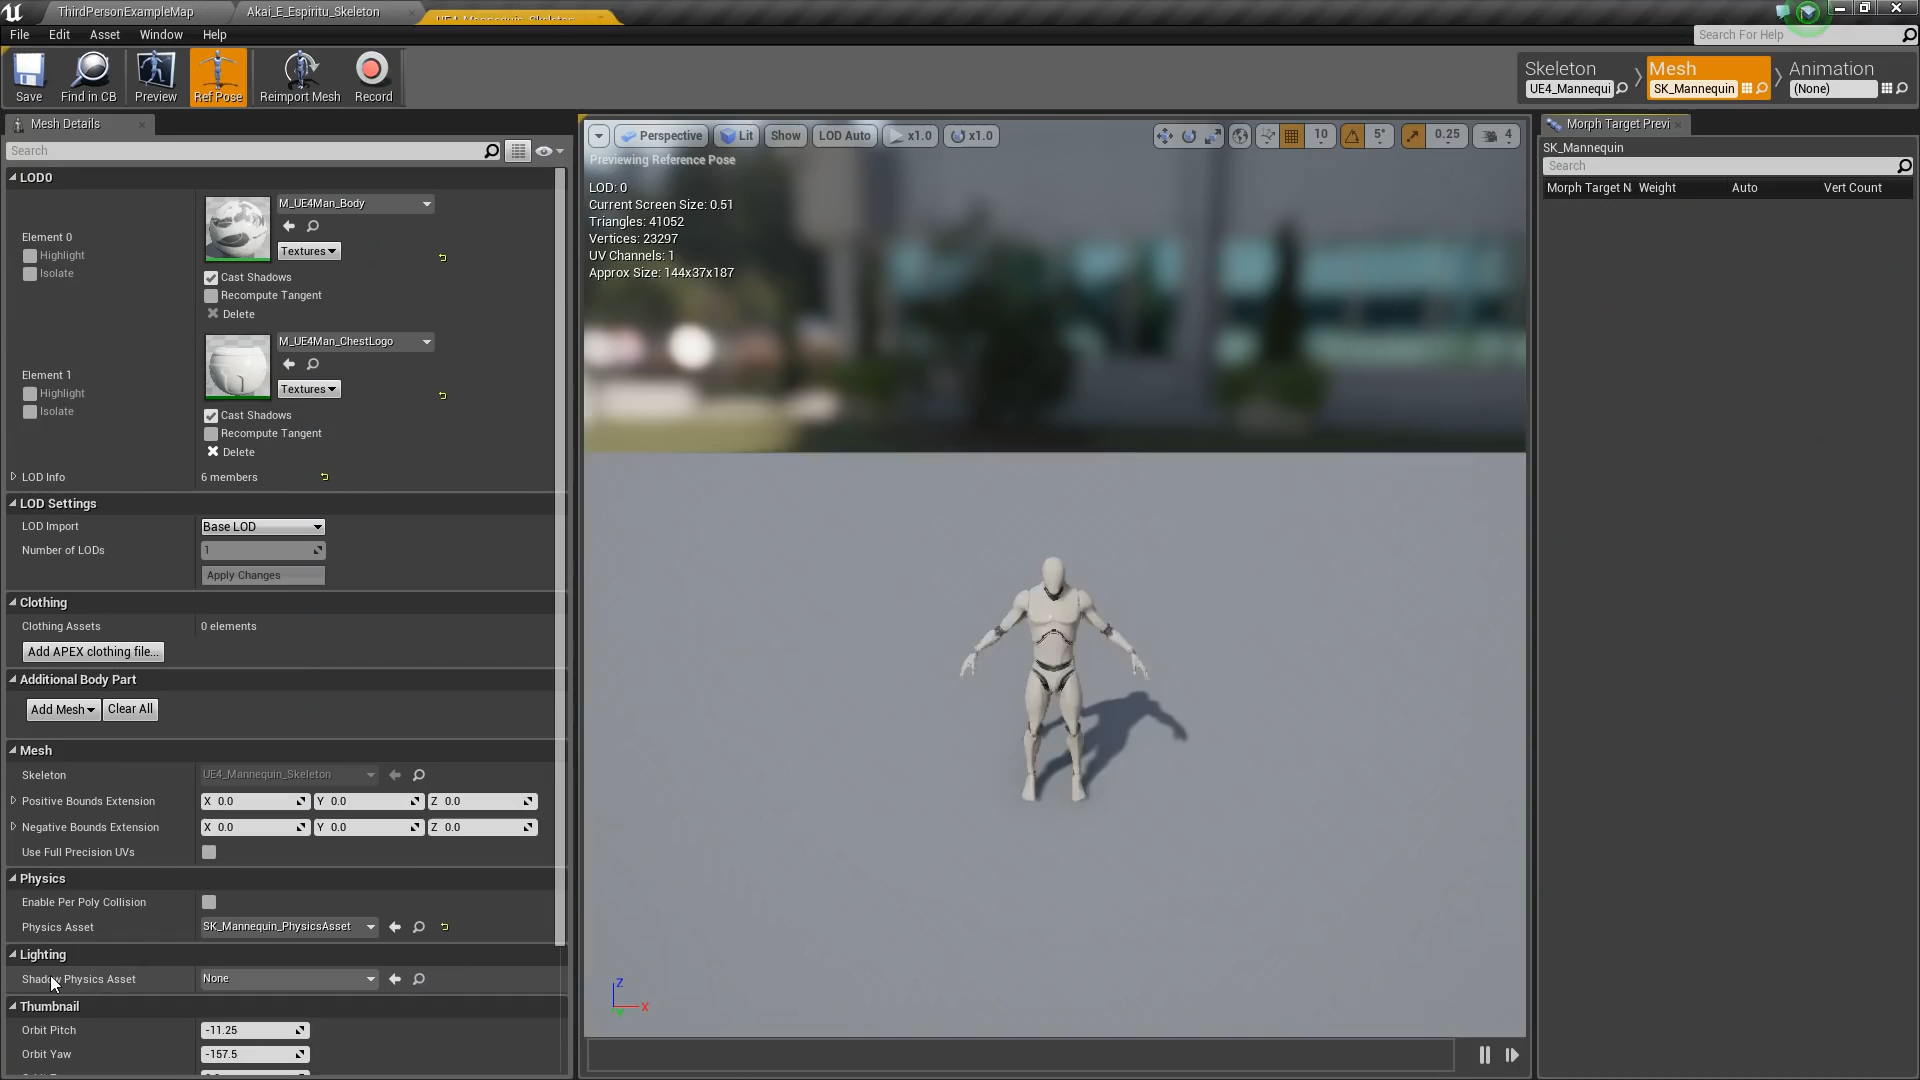 ThirdPersonExampleMap
Akai_E_Espiritu_Skeleton
UE4_Mannequin_Skeleton
File Edit Asset Window Help
Search For Help
Save Find in CB Preview Ref Pose Reimport Mesh Record
Skeleton
UE4_Mannequi
Mesh
SK_Mannequin
Animation
(None)
Mesh Details
Search
LOD0
Element 0
Highlight
Isolate
M_UE4Man_Body
Textures
Cast Shadows
Recompute Tangent
Delete
Element 1
Highlight
Isolate
M_UE4Man_ChestLogo
Textures
Cast Shadows
Recompute Tangent
Delete
LOD Info 6 members
LOD Settings
LOD Import Base LOD
Number of LODs 1
Apply Changes
Clothing
Clothing Assets 0 elements
Add APEX clothing file...
Additional Body Part
Add Mesh Clear All
Mesh
Skeleton UE4_Mannequin_Skeleton
Positive Bounds Extension X 0.0 Y 0.0 Z 0.0
Negative Bounds Extension X 0.0 Y 0.0 Z 0.0
Use Full Precision UVs
Physics
Enable Per Poly Collision
Physics Asset SK_Mannequin_PhysicsAsset
Lighting
Shadow Physics Asset None
Thumbnail
Orbit Pitch -11.25
Orbit Yaw -157.5
Perspective Lit Show LOD Auto x1.0 x1.0 10 5° 0.25 4
Previewing Reference Pose
LOD: 0
Current Screen Size: 0.51
Triangles: 41052
Vertices: 23297
UV Channels: 1
Approx Size: 144x37x187
Z
X
Y
Morph Target Previ
SK_Mannequin
Search
Morph Target N Weight Auto Vert Count